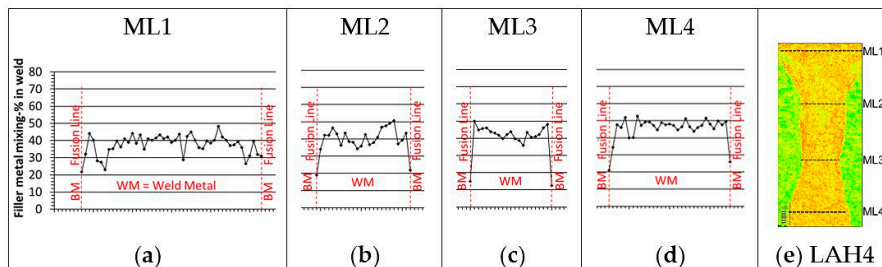 ML1
ML2
ML3
ML4
Filler metal mixing-% in weld
80
70
60
50
40
30
20
10
0
BM
Fusion Line
WM = Weld Metal
Fusion Line
BM
BM
Fusion Line
WM
Fusion Line
BM
BM
Fusion Line
WM
Fusion Line
BM
BM
Fusion Line
WM
Fusion Line
BM
ML1
ML2
ML3
ML4
(a)
(b)
(c)
(d)
(e) LAH4